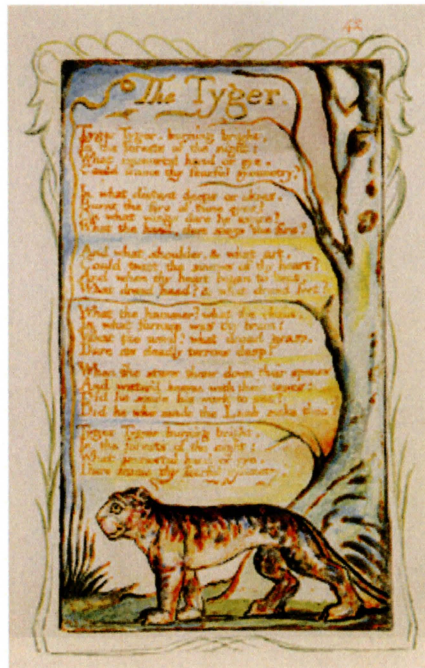 42
The Tyger.
Tyger Tyger, burning bright,
In the forests of the night:
What immortal hand or eye,
Could frame thy fearful symmetry?
In what distant deeps or skies,
Burnt the fire of thine eyes?
On what wings dare he aspire?
What the hand, dare sieze the fire?
And what shoulder, & what art,
Could twist the sinews of thy heart?
And when thy heart began to beat,
What dread hand? & what dread feet?
What the hammer? what the chain,
In what furnace was thy brain?
What the anvil? what dread grasp,
Dare its deadly terrors clasp?
When the stars threw down their spears
And water'd heaven with their tears:
Did he smile his work to see?
Did he who made the Lamb make thee?
Tyger Tyger burning bright,
In the forests of the night:
What immortal hand or eye,
Dare frame thy fearful symmetry?